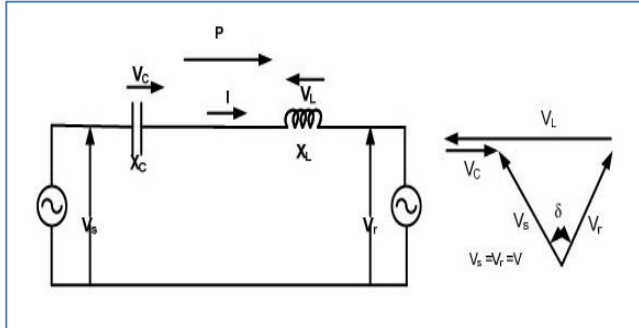 P
V_C
I
V_L
X_C
X_L
V_s
V_r
V_L
V_C
V_s
δ
V_r
V_s =V_r =V